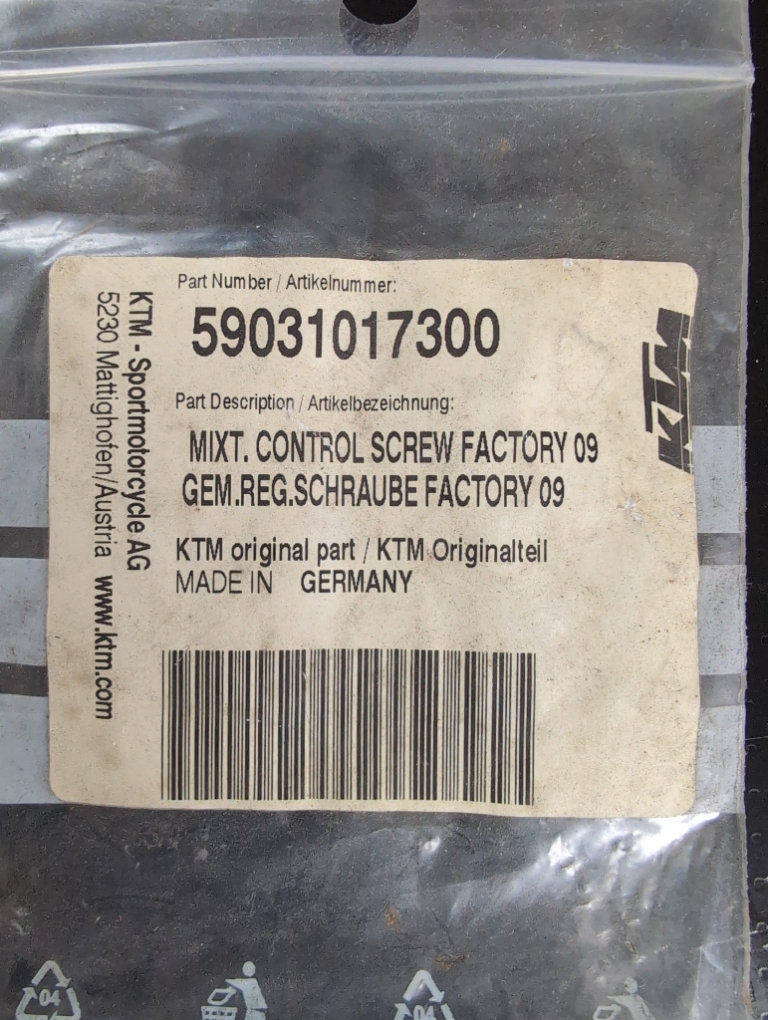 Part Number / Artikelnummer:
59031017300
Part Description / Artikelbezeichnung:
MIXT. CONTROL SCREW FACTORY 09
GEM.REG.SCHRAUBE FACTORY 09
KTM original part / KTM Originalteil
MADE IN GERMANY
KTM - Sportmotorcycle AG
5230 Mattighofen/Austria www.ktm.com
KTM
04
04